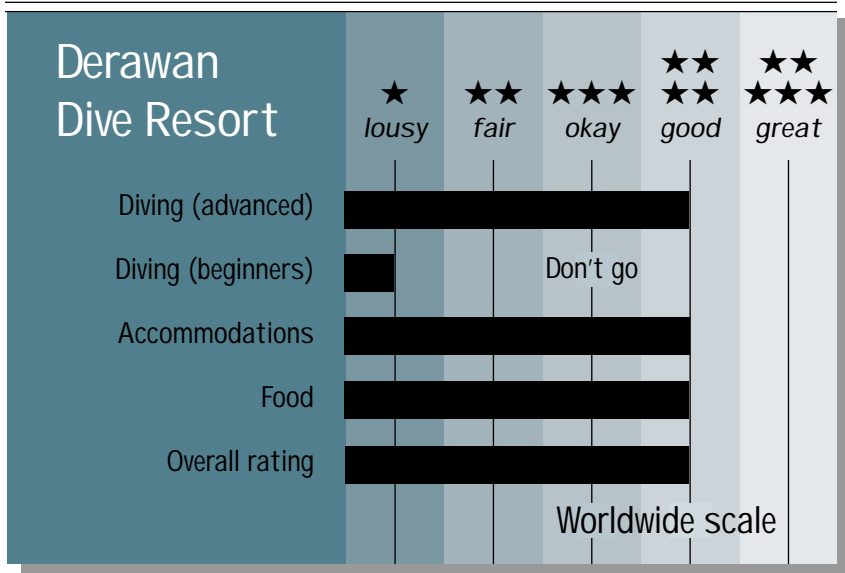 Derawan
Dive Resort
★ ★★ ★★★ ★★★★ ★★★★★
lousy fair okay good great
Diving (advanced)
Diving (beginners) Don't go
Accommodations
Food
Overall rating
Worldwide scale